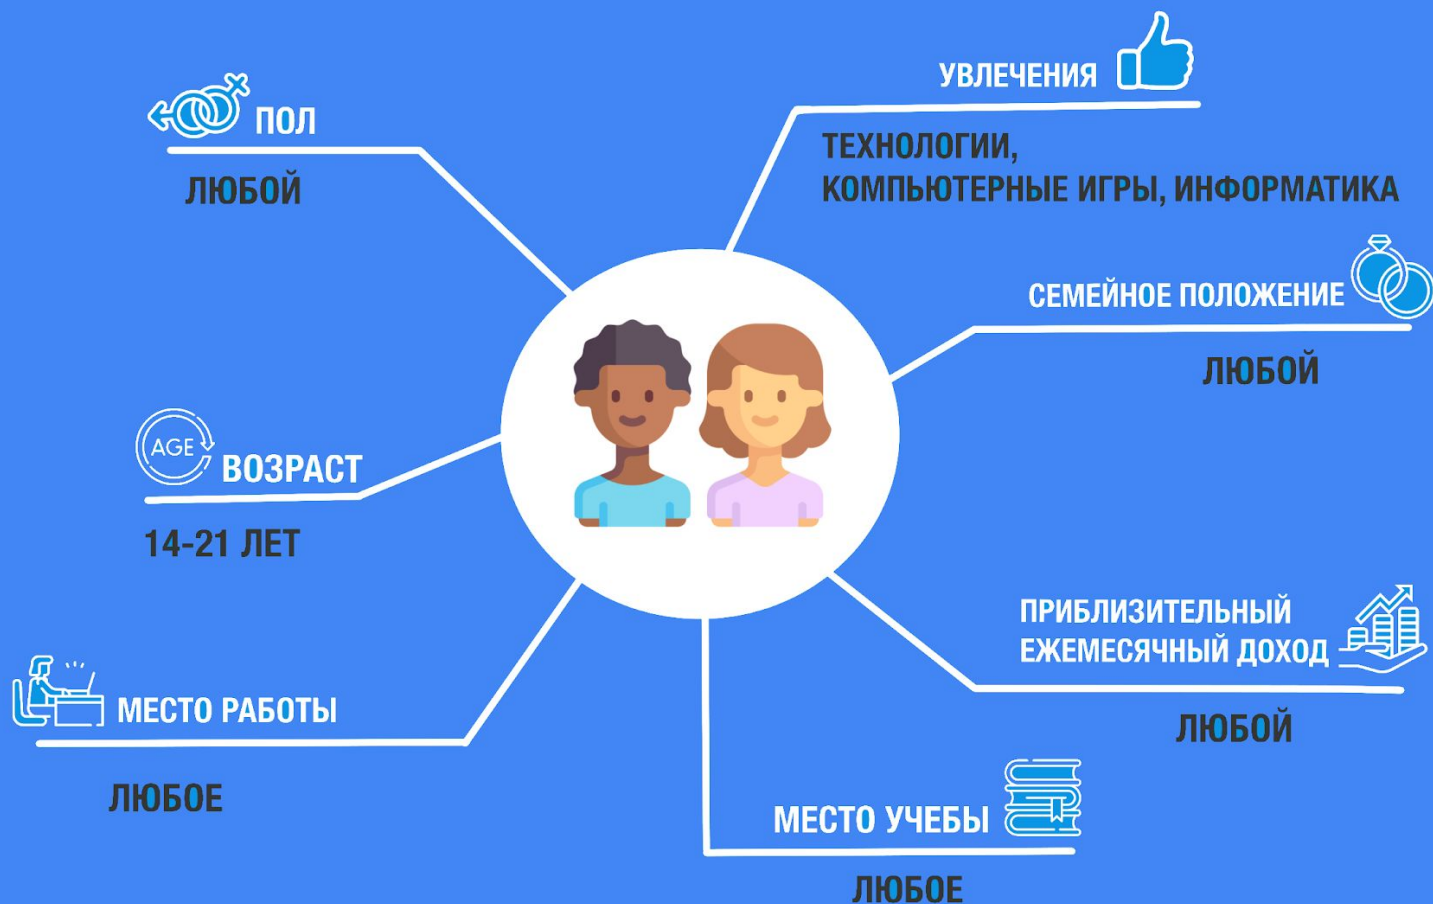 ПОЛ
ЛЮБОЙ
УВЛЕЧЕНИЯ
ТЕХНОЛОГИИ,
КОМПЬЮТЕРНЫЕ ИГРЫ, ИНФОРМАТИКА
СЕМЕЙНОЕ ПОЛОЖЕНИЕ
ЛЮБОЙ
AGE
ВОЗРАСТ
14-21 ЛЕТ
ПРИБЛИЗИТЕЛЬНЫЙ
ЕЖЕМЕСЯЧНЫЙ ДОХОД
ЛЮБОЙ
МЕСТО РАБОТЫ
ЛЮБОЕ
МЕСТО УЧЕБЫ
ЛЮБОЕ